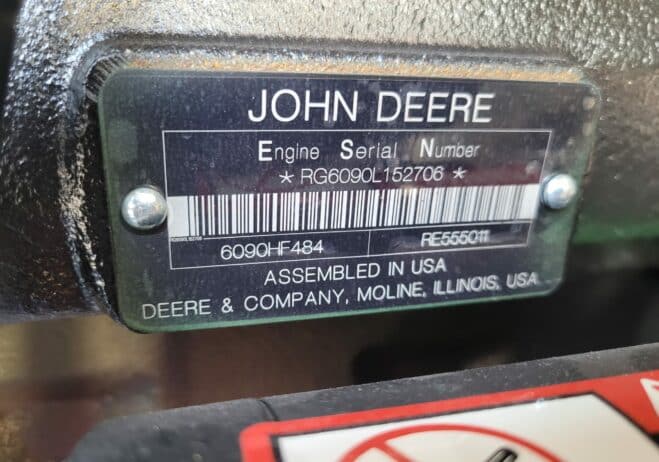 JOHN DEERE
Engine Serial Number
* RG6090L152706 *
6090HF484 RE555011
ASSEMBLED IN USA
DEERE & COMPANY, MOLINE, ILLINOIS, USA